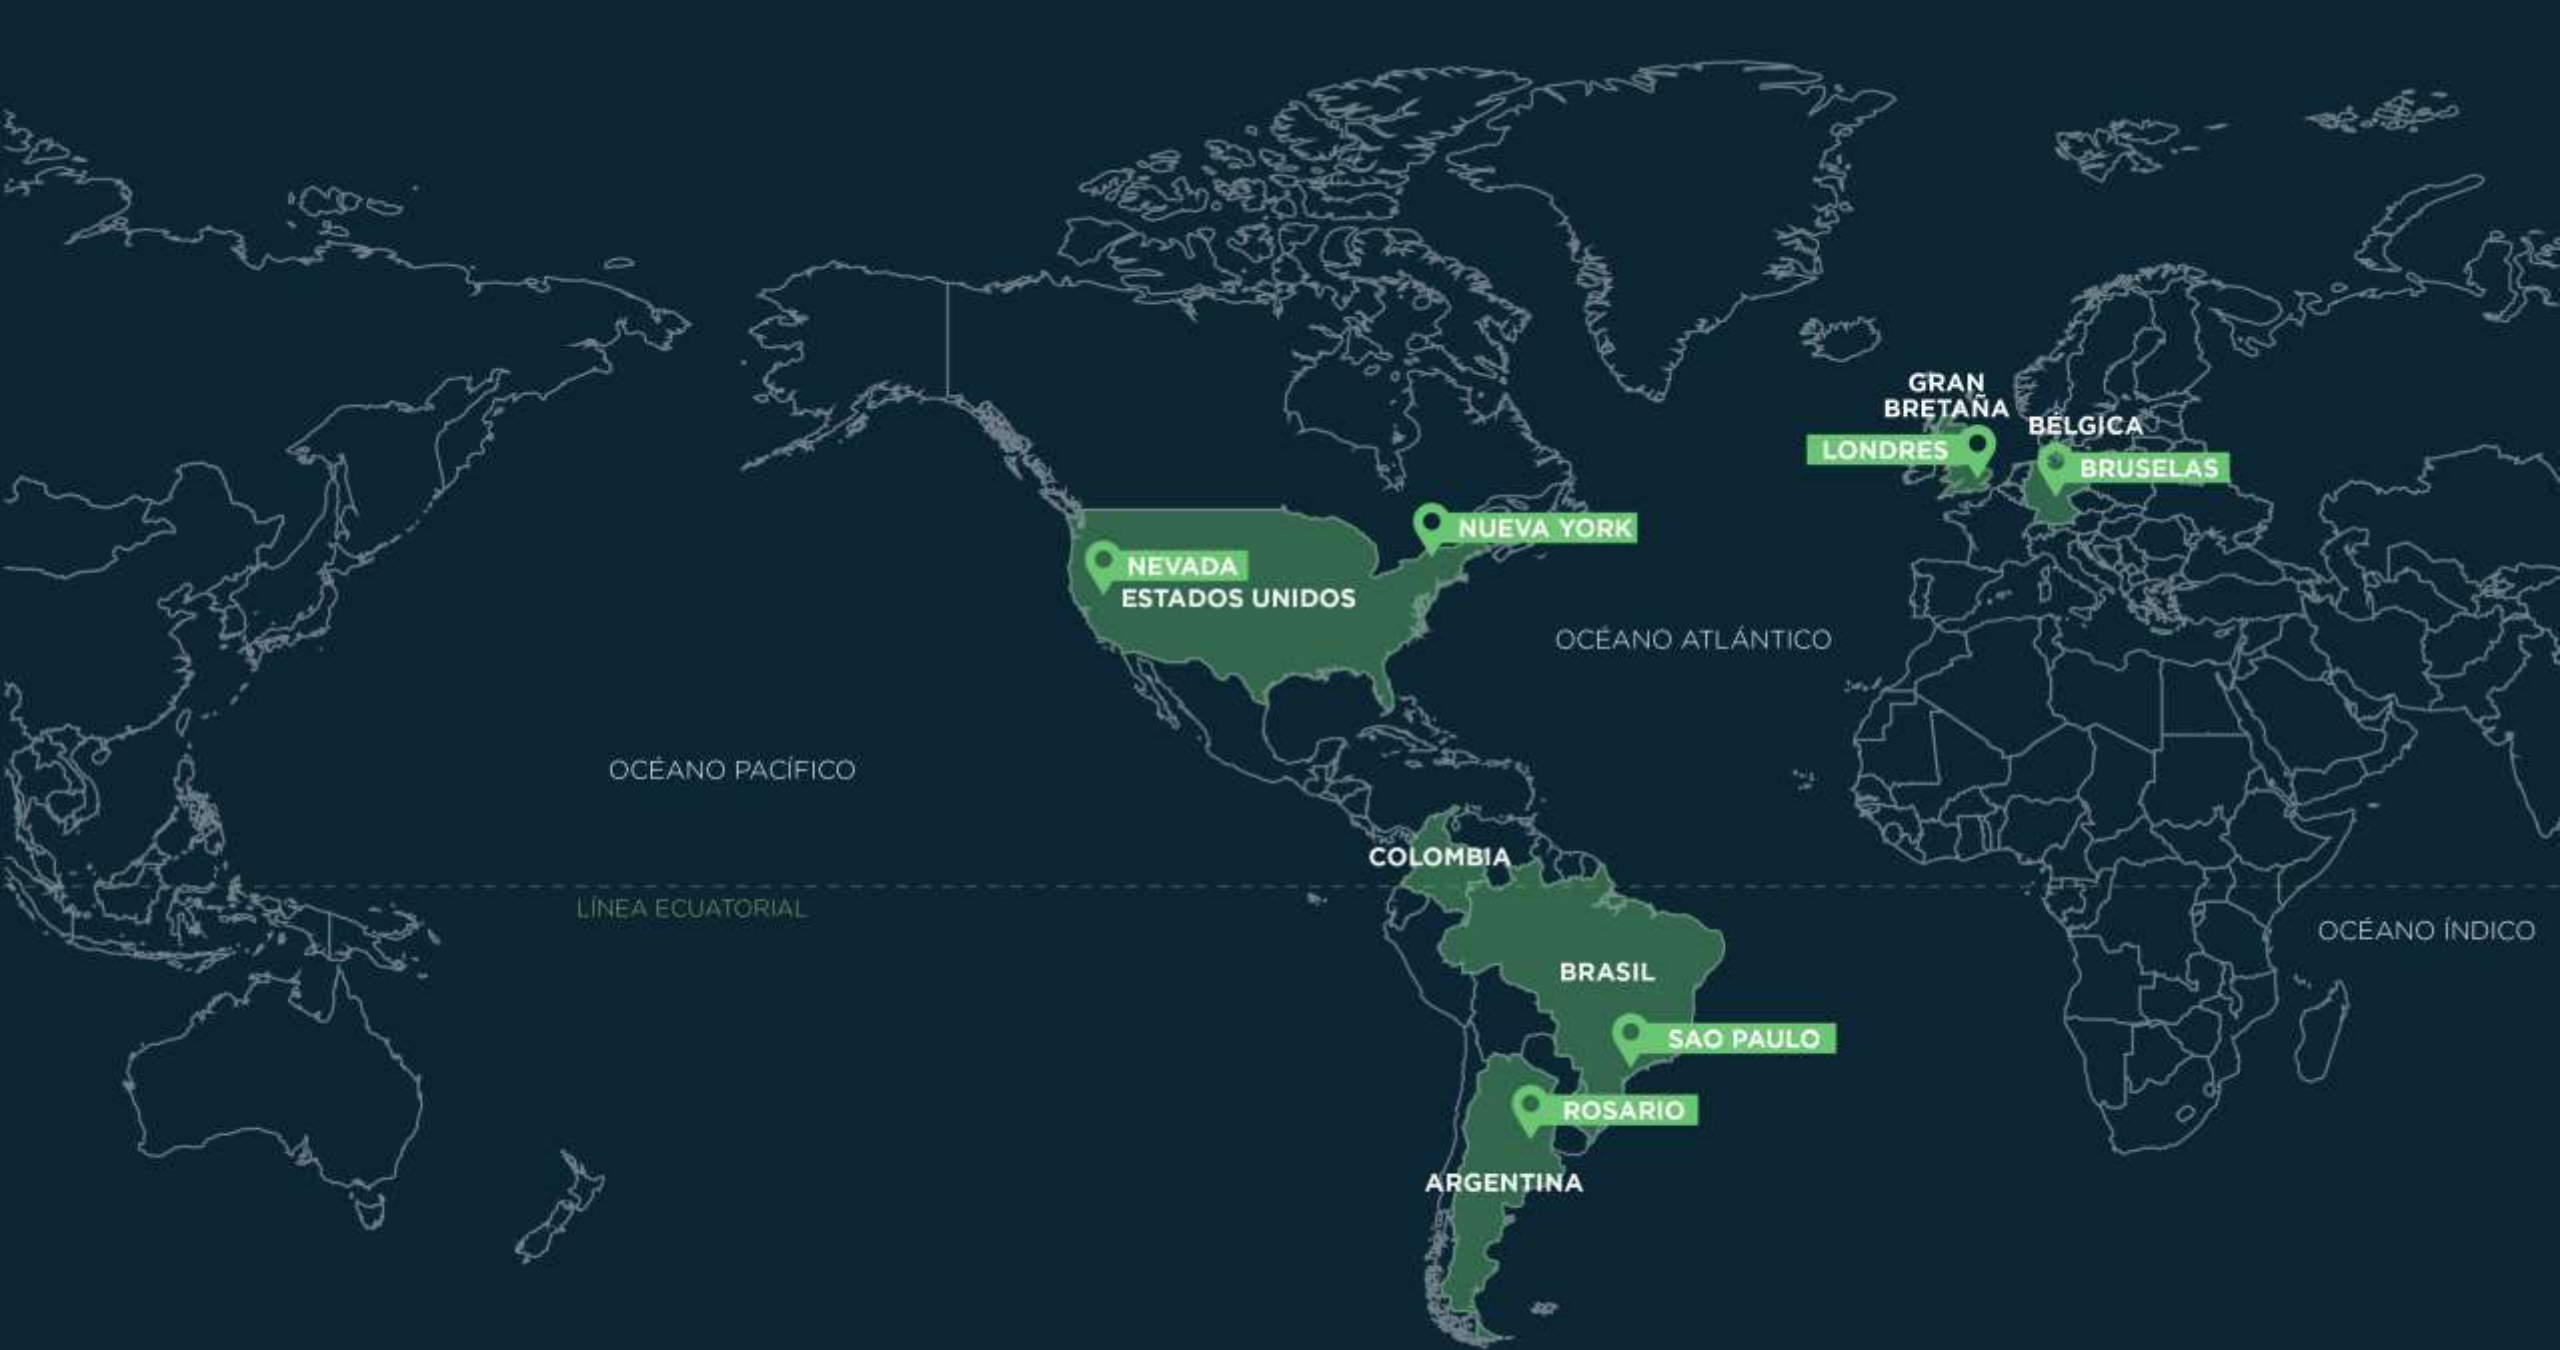 GRAN
BRETAÑA
BÉLGICA
LONDRES
BRUSELAS
NUEVA YORK
NEVADA
ESTADOS UNIDOS
OCÉANO ATLÁNTICO
OCÉANO PACÍFICO
COLOMBIA
LÍNEA ECUATORIAL
OCÉANO ÍNDICO
BRASIL
SAO PAULO
ROSARIO
ARGENTINA